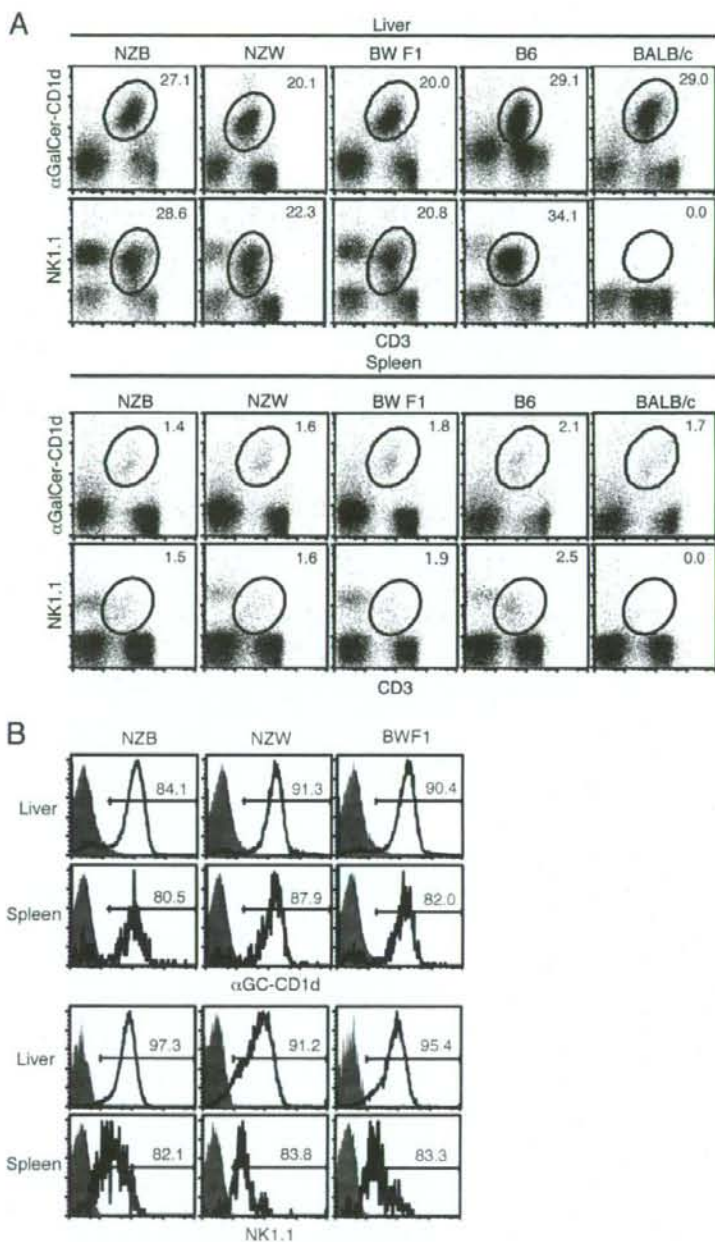 A
Liver
NZB NZW BW F1 B6 BALB/c
αGalCer-CD1d
27.1 20.1 20.0 29.1 29.0
NK1.1
28.6 22.3 20.8 34.1 0.0
CD3
Spleen
NZB NZW BW F1 B6 BALB/c
αGalCer-CD1d
1.4 1.6 1.8 2.1 1.7
NK1.1
1.5 1.6 1.9 2.5 0.0
CD3
B
NZB NZW BWF1
Liver
84.1 91.3 90.4
Spleen
80.5 87.9 82.0
αGC-CD1d
Liver
97.3 91.2 95.4
Spleen
82.1 83.8 83.3
NK1.1